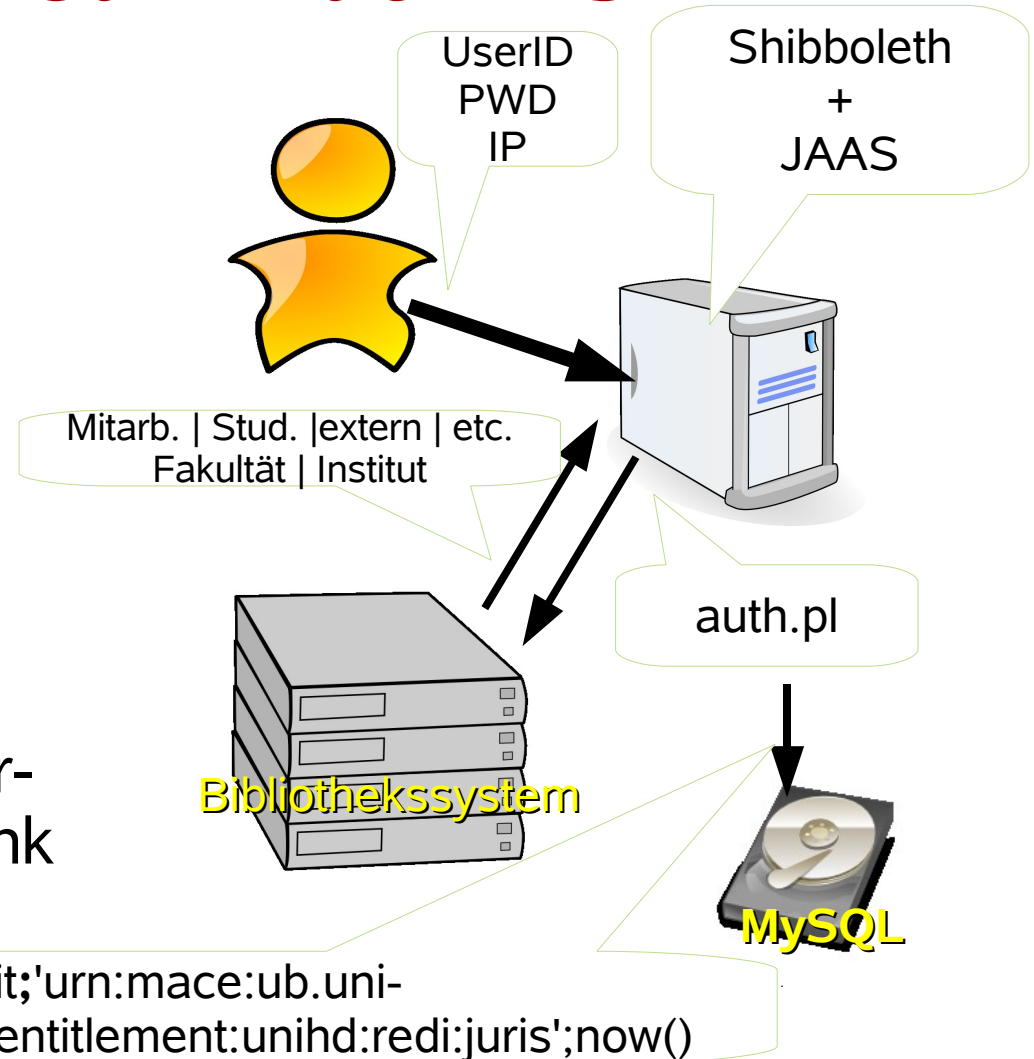 UserID
PWD
IP
Shibboleth
+
JAAS
Mitarb. | Stud. |extern | etc.
Fakultät | Institut
auth.pl
r-
nk
Bibliothekssystem
MySQL
it;'urn:mace:ub.uni-
entitlement:unihd:redi:juris';now()